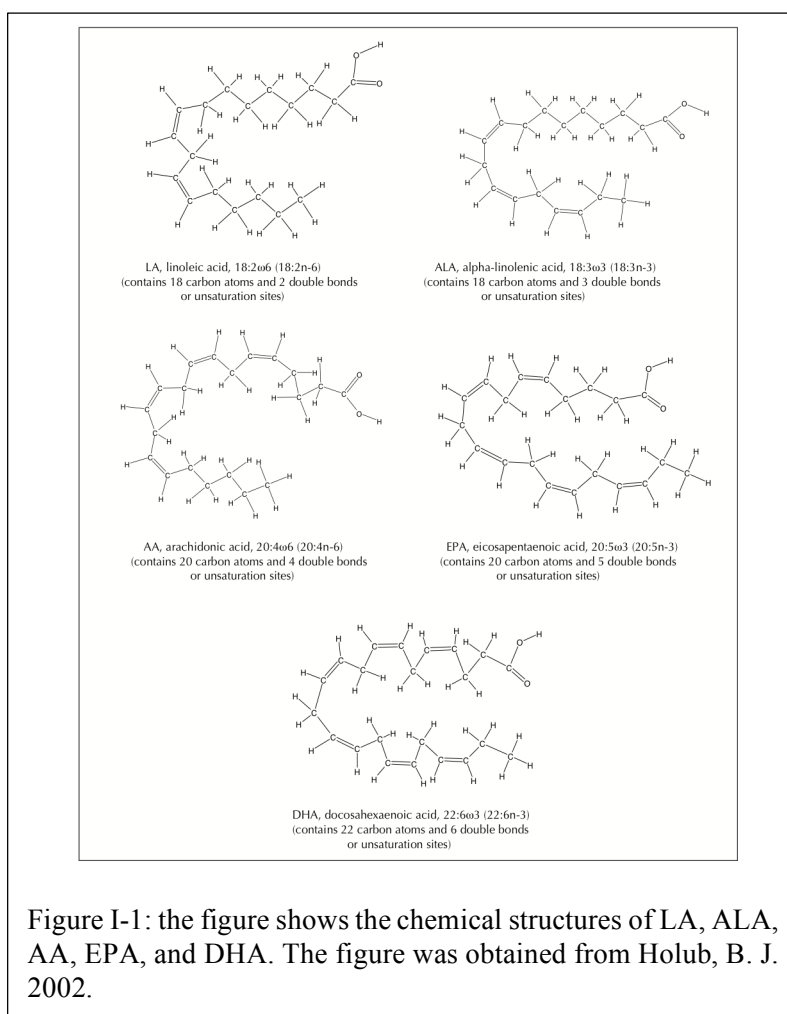 LA, linoleic acid, 18:2ω6 (18:2n-6)
(contains 18 carbon atoms and 2 double bonds
or unsaturation sites)
ALA, alpha-linolenic acid, 18:3ω3 (18:3n-3)
(contains 18 carbon atoms and 3 double bonds
or unsaturation sites)
AA, arachidonic acid, 20:4ω6 (20:4n-6)
(contains 20 carbon atoms and 4 double bonds
or unsaturation sites)
EPA, eicosapentaenoic acid, 20:5ω3 (20:5n-3)
(contains 20 carbon atoms and 5 double bonds
or unsaturation sites)
DHA, docosahexaenoic acid, 22:6ω3 (22:6n-3)
(contains 22 carbon atoms and 6 double bonds
or unsaturation sites)
Figure I-1: the figure shows the chemical structures of LA, ALA,
AA, EPA, and DHA. The figure was obtained from Holub, B. J.
2002.